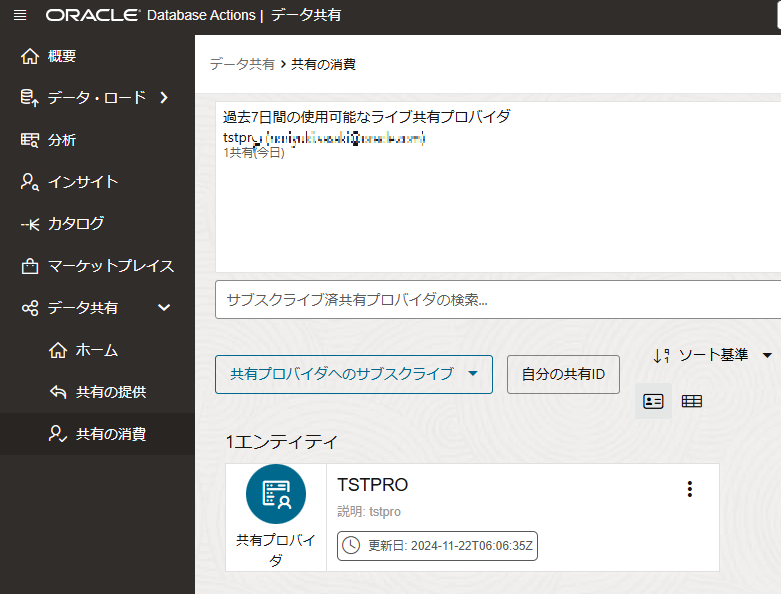 ORACLE Database Actions | データ共有
概要
データ・ロード
分析
インサイト
カタログ
マーケットプレイス
データ共有
ホーム
共有の提供
共有の消費
データ共有 > 共有の消費
過去7日間の使用可能なライブ共有プロバイダ
1共有(今日)
サブスクライブ済共有プロバイダの検索...
ソート基準
共有プロバイダへのサブスクライブ
自分の共有ID
1エンティティ
共有プロバイ
ダ
TSTPRO
説明: tstpro
更新日: 2024-11-22T06:06:35Z